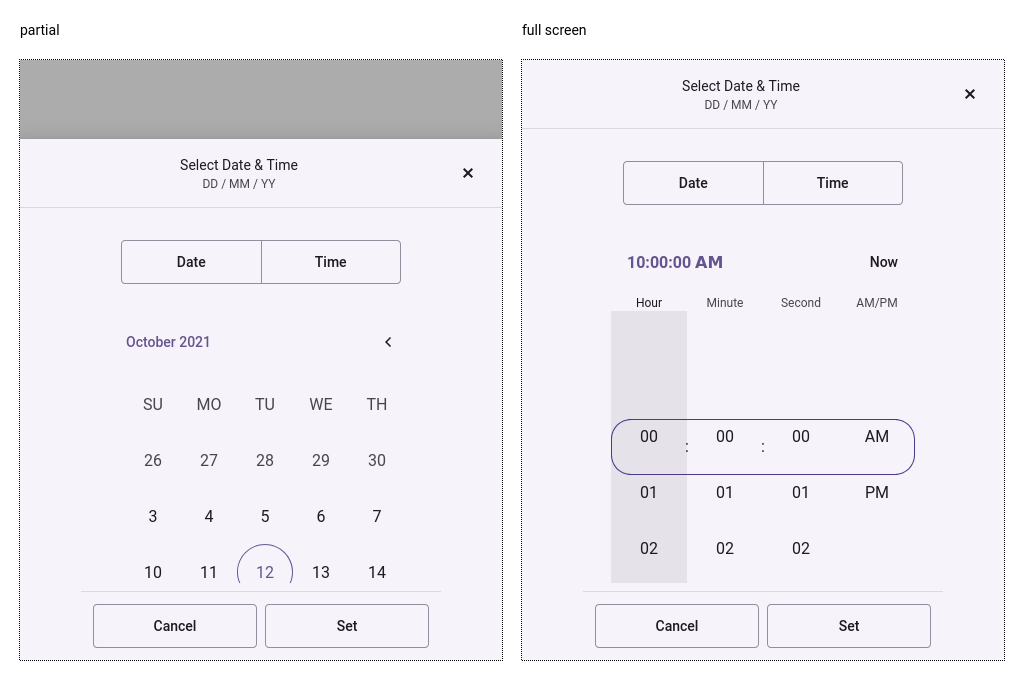 partial
Select Date & Time
DD / MM / YY
×
Date Time
October 2021
SU MO TU WE TH
26 27 28 29 30
3 4 5 6 7
10 11 12 13 14
Cancel Set
full screen
Select Date & Time
DD / MM / YY
×
Date Time
10:00:00 AM Now
Hour Minute Second AM/PM
00 : 00 : 00 AM
01 01 01 PM
02 02 02
Cancel Set